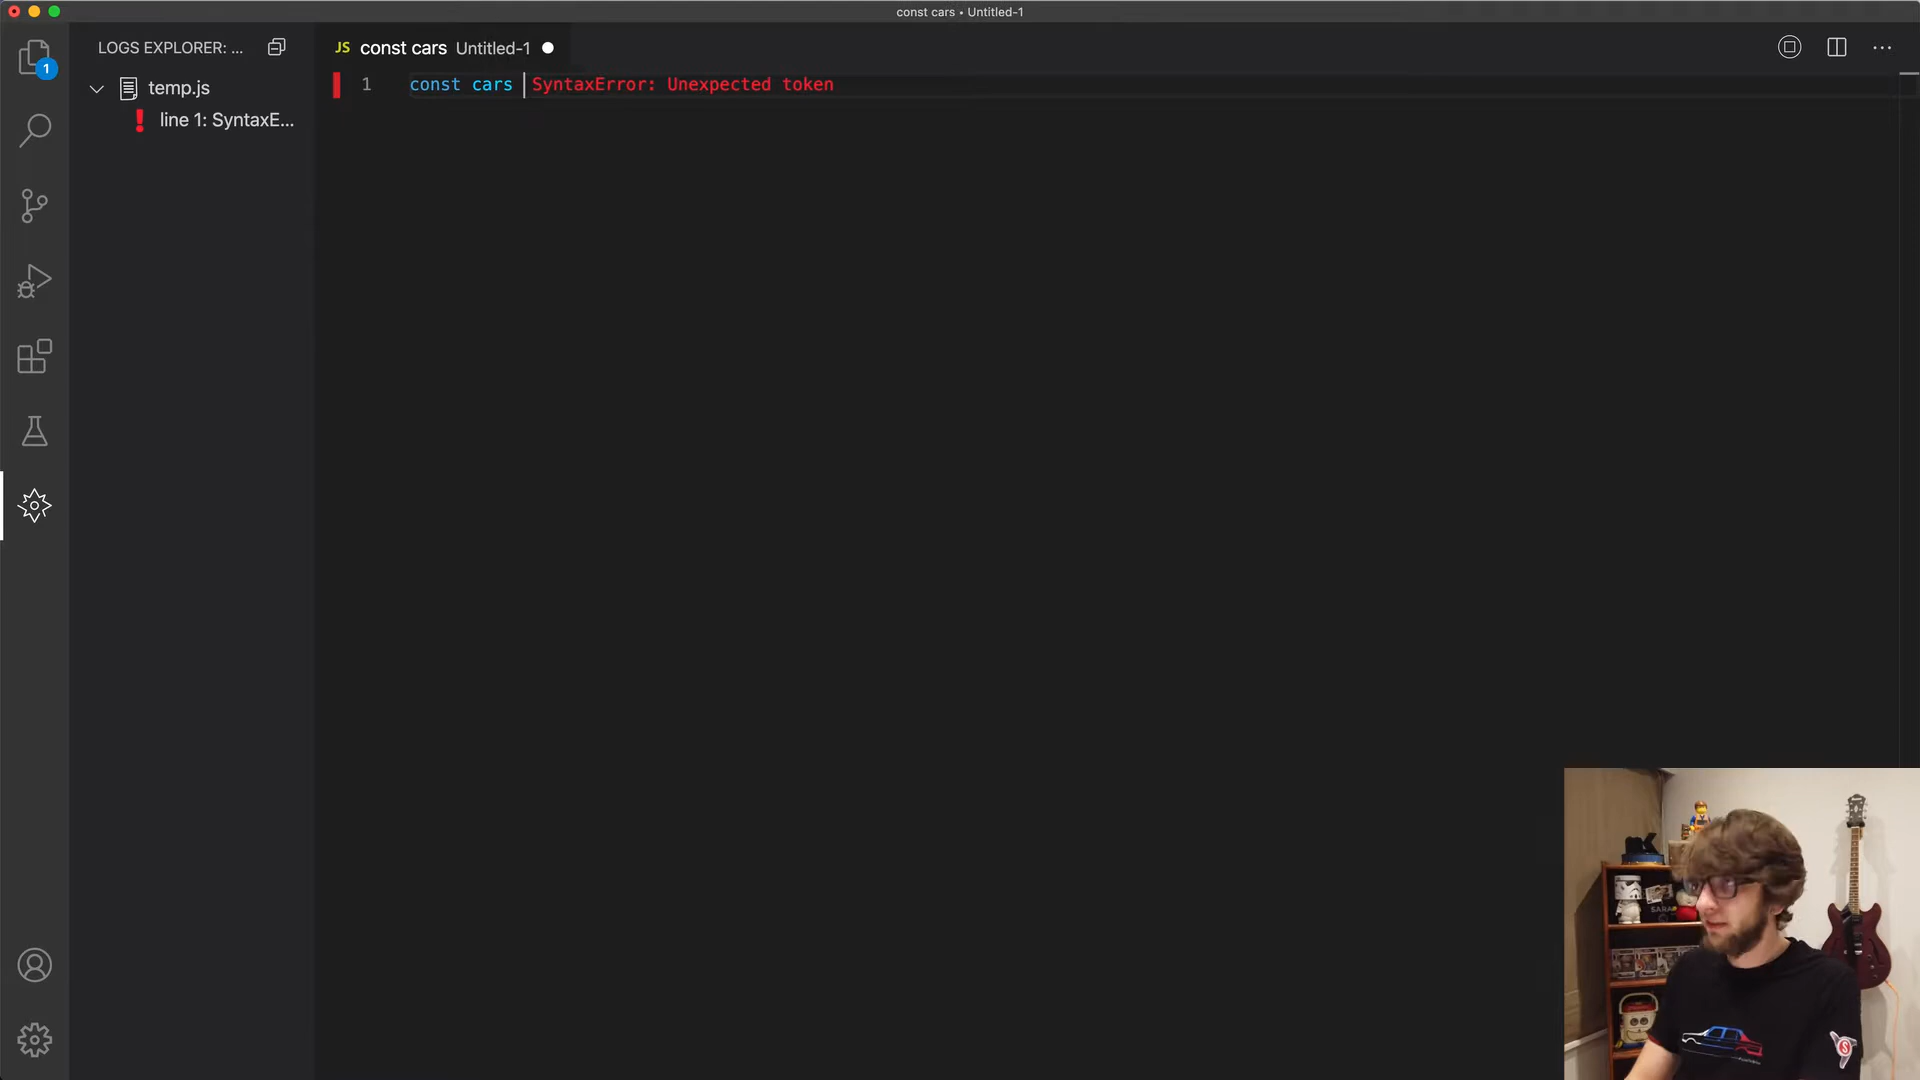 const cars • Untitled-1
LOGS EXPLORER: ...
JS const cars Untitled-1
1
temp.js
1 const cars SyntaxError: Unexpected token
line 1: SyntaxE...